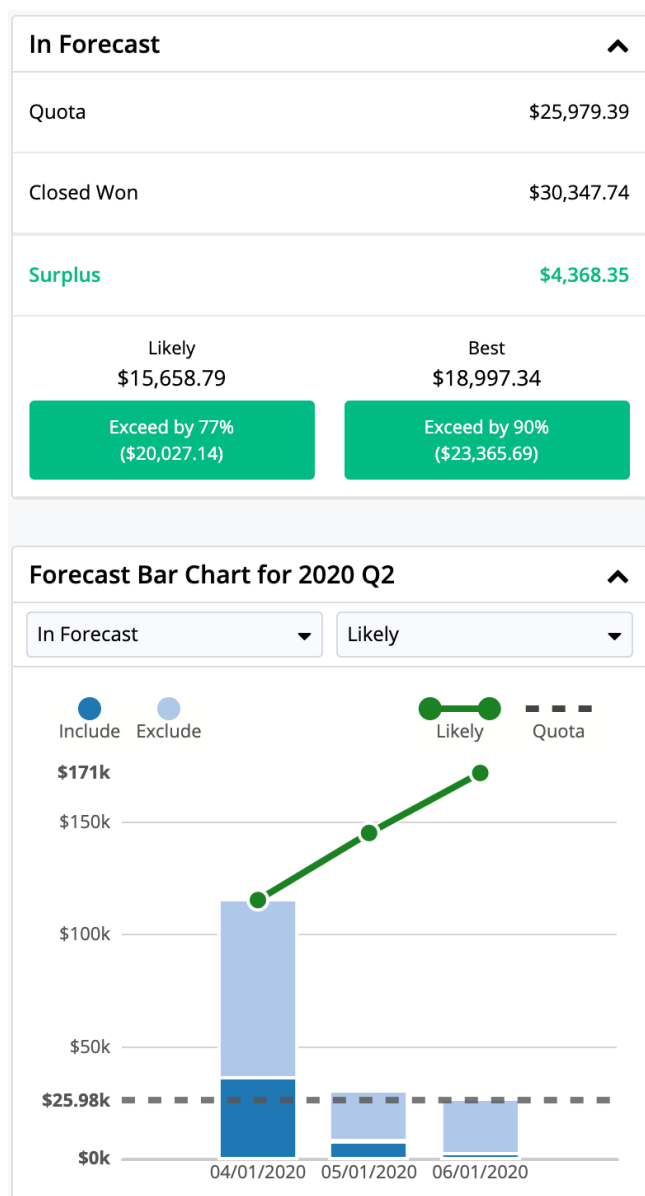 In Forecast
Quota $25,979.39
Closed Won $30,347.74
Surplus $4,368.35
Likely Best
$15,658.79 $18,997.34
Exceed by 77% Exceed by 90%
($20,027.14) ($23,365.69)
Forecast Bar Chart for 2020 Q2
In Forecast Likely
Include Exclude Likely Quota
$171k
$150k
$100k
$50k
$25.98k
$0k
04/01/2020 05/01/2020 06/01/2020